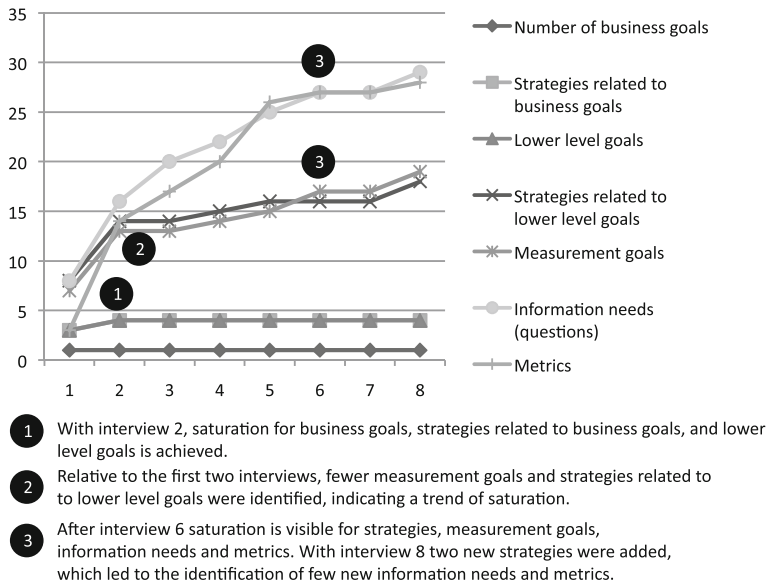 35
30
25
20
15
10
5
0
1 2 3 4 5 6 7 8
3
3
2
1
Number of business goals
Strategies related to
business goals
Lower level goals
Strategies related to
lower level goals
Measurement goals
Information needs
(questions)
Metrics
1 With interview 2, saturation for business goals, strategies related to business goals, and lower
level goals is achieved.
2 Relative to the first two interviews, fewer measurement goals and strategies related to
to lower level goals were identified, indicating a trend of saturation.
3 After interview 6 saturation is visible for strategies, measurement goals,
information needs and metrics. With interview 8 two new strategies were added,
which led to the identification of few new information needs and metrics.